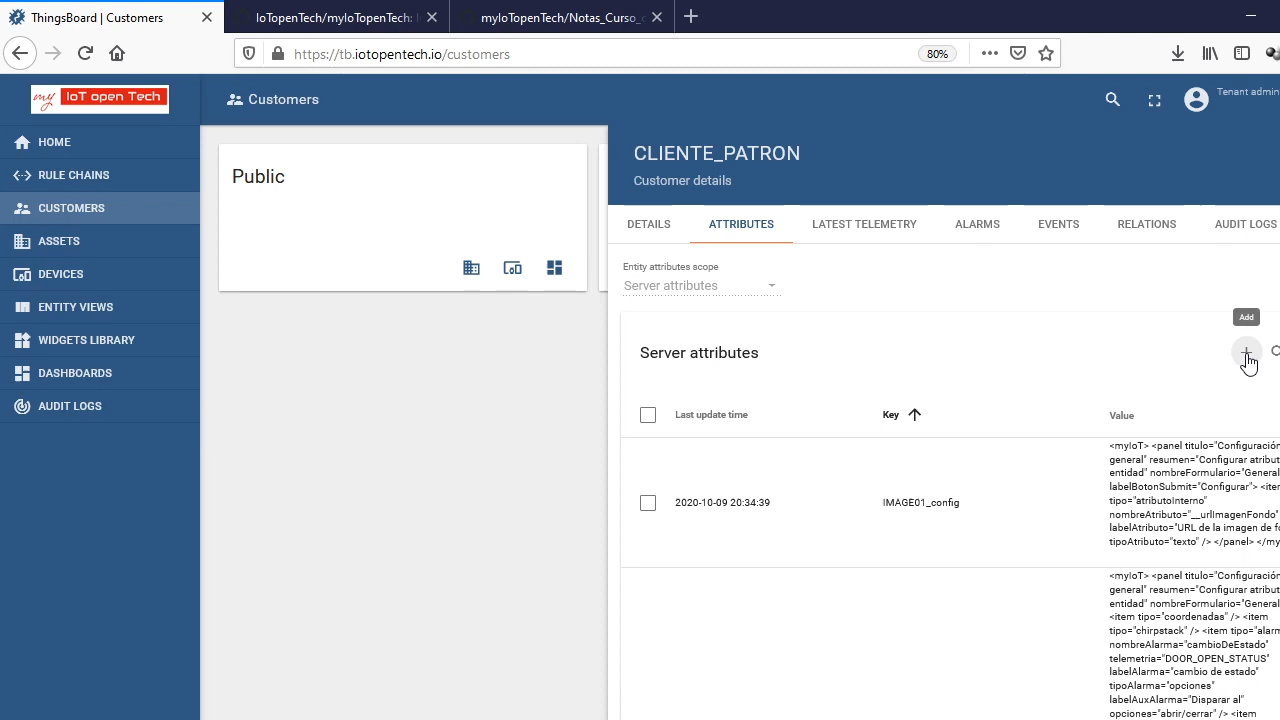 ThingsBoard | Customers
IoTopenTech/myIoTopenTech:
myIoTopenTech/Notas_Curso_
https://tb.iotopentech.io/customers
80%
my IoT open Tech
Customers
Tenant admin
HOME
RULE CHAINS
CUSTOMERS
ASSETS
DEVICES
ENTITY VIEWS
WIDGETS LIBRARY
DASHBOARDS
AUDIT LOGS
Public
CLIENTE_PATRON
Customer details
DETAILS
ATTRIBUTES
LATEST TELEMETRY
ALARMS
EVENTS
RELATIONS
AUDIT LOGS
Entity attributes scope
Server attributes
Add
Server attributes
Last update time
Key
Value
2020-10-09 20:34:39
IMAGE01_config
<myIoT> <panel titulo="Configuración
general" resumen="Configurar atribut
entidad" nombreFormulario="General
labelBotonSubmit="Configurar"> <iter
tipo="atributoInterno"
nombreAtributo="__urlImagenFondo"
labelAtributo="URL de la imagen de fo
tipoAtributo="texto" /> </panel> </my
<myIoT> <panel titulo="Configuración
general" resumen="Configurar atribut
entidad" nombreFormulario="General
<item tipo="coordenadas" /> <item
tipo="chirpstack" /> <item tipo="alarm
nombreAlarma="cambioDeEstado"
telemetria="DOOR_OPEN_STATUS"
labelAlarma="cambio de estado"
tipoAlarma="opciones"
labelAuxAlarma="Disparar al"
opciones="abrir/cerrar" /> <item